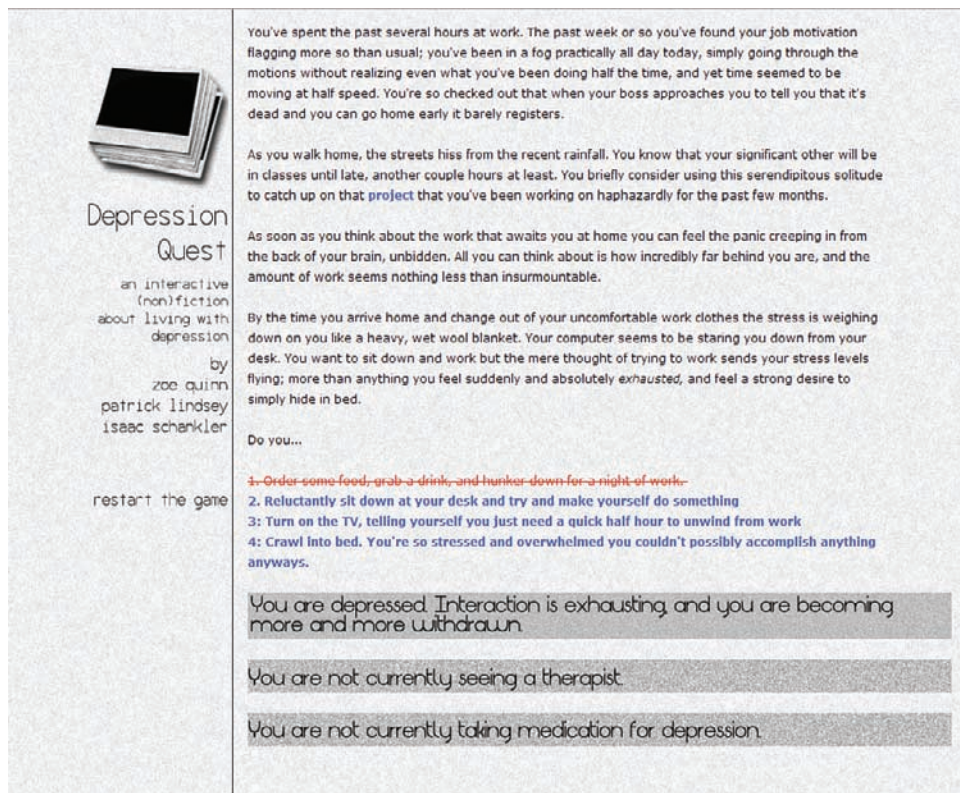 Depression
Quest
an interactive
(non)fiction
about living with
depression
by
zoe quinn
patrick lindsey
isaac schankler
restart the game
You've spent the past several hours at work. The past week or so you've found your job motivation
flagging more so than usual; you've been in a fog practically all day today, simply going through the
motions without realizing even what you've been doing half the time, and yet time seemed to be
moving at half speed. You're so checked out that when your boss approaches you to tell you that it's
dead and you can go home early it barely registers.
As you walk home, the streets hiss from the recent rainfall. You know that your significant other will be
in classes until late, another couple hours at least. You briefly consider using this serendipitous solitude
to catch up on that project that you've been working on haphazardly for the past few months.
As soon as you think about the work that awaits you at home you can feel the panic creeping in from
the back of your brain, unbidden. All you can think about is how incredibly far behind you are, and the
amount of work seems nothing less than insurmountable.
By the time you arrive home and change out of your uncomfortable work clothes the stress is weighing
down on you like a heavy, wet wool blanket. Your computer seems to be staring you down from your
desk. You want to sit down and work but the mere thought of trying to work sends your stress levels
flying; more than anything you feel suddenly and absolutely exhausted, and feel a strong desire to
simply hide in bed.
Do you...
1. Order some food, grab a drink, and hunker down for a night of work.
2. Reluctantly sit down at your desk and try and make yourself do something
3: Turn on the TV, telling yourself you just need a quick half hour to unwind from work
4: Crawl into bed. You're so stressed and overwhelmed you couldn't possibly accomplish anything
anyways.
You are depressed. Interaction is exhausting, and you are becoming
more and more withdrawn.
You are not currently seeing a therapist.
You are not currently taking medication for depression.